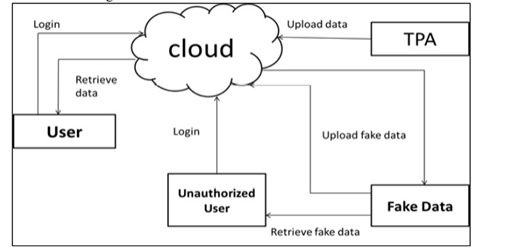 Login
Upload data
cloud
TPA
Retrieve
data
User
Login
Upload fake data
Unauthorized
User
Fake Data
Retrieve fake data